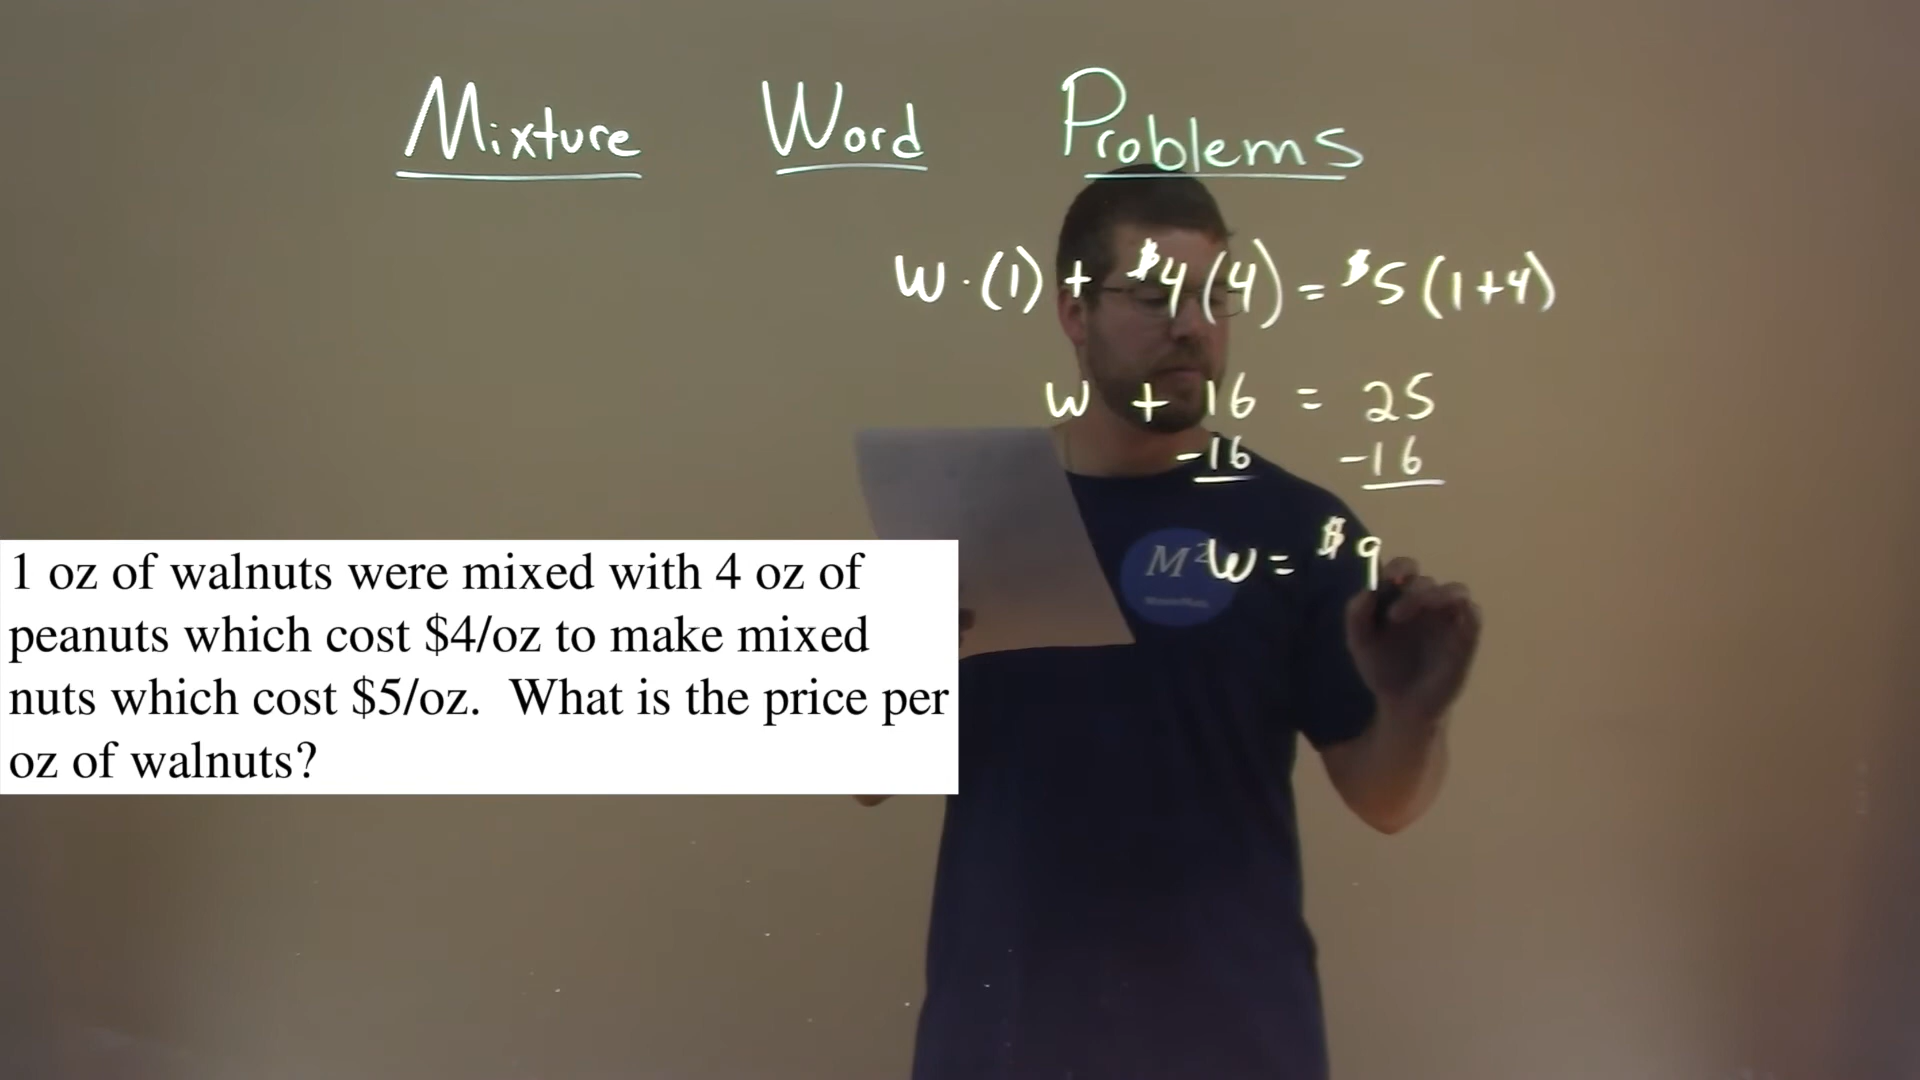 Mixture Word Problems
W · (1) + $4(4) = $5(1+4)
W + 16 = 25
-16 -16
W = $9
M²
1 oz of walnuts were mixed with 4 oz of
peanuts which cost $4/oz to make mixed
nuts which cost $5/oz. What is the price per
oz of walnuts?